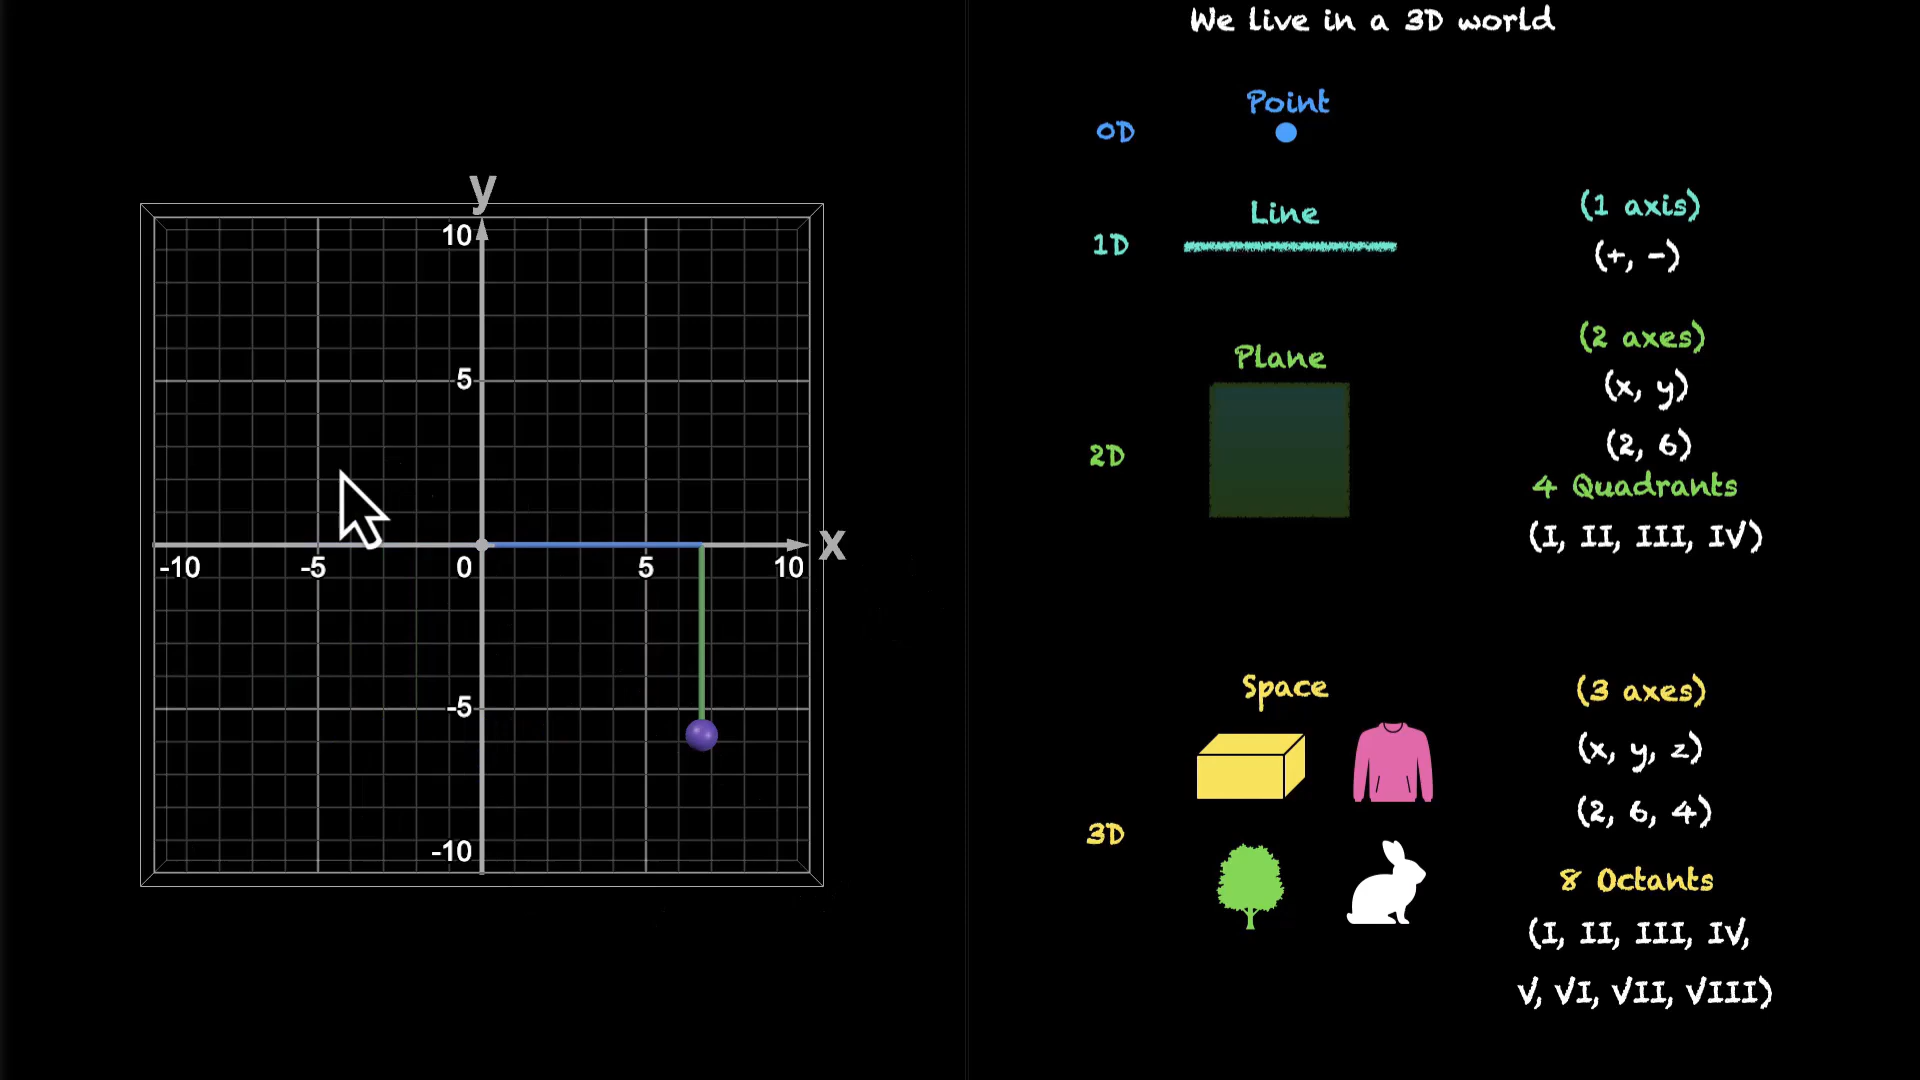 y
10
5
-10 -5 0 5 10 x
-5
-10
We live in a 3D world
Point
0D
Line
1D
(1 axis)
(+, -)
Plane
2D
(2 axes)
(x, y)
(2, 6)
4 Quadrants
(I, II, III, IV)
Space
3D
(3 axes)
(x, y, z)
(2, 6, 4)
8 Octants
(I, II, III, IV,
V, VI, VII, VIII)